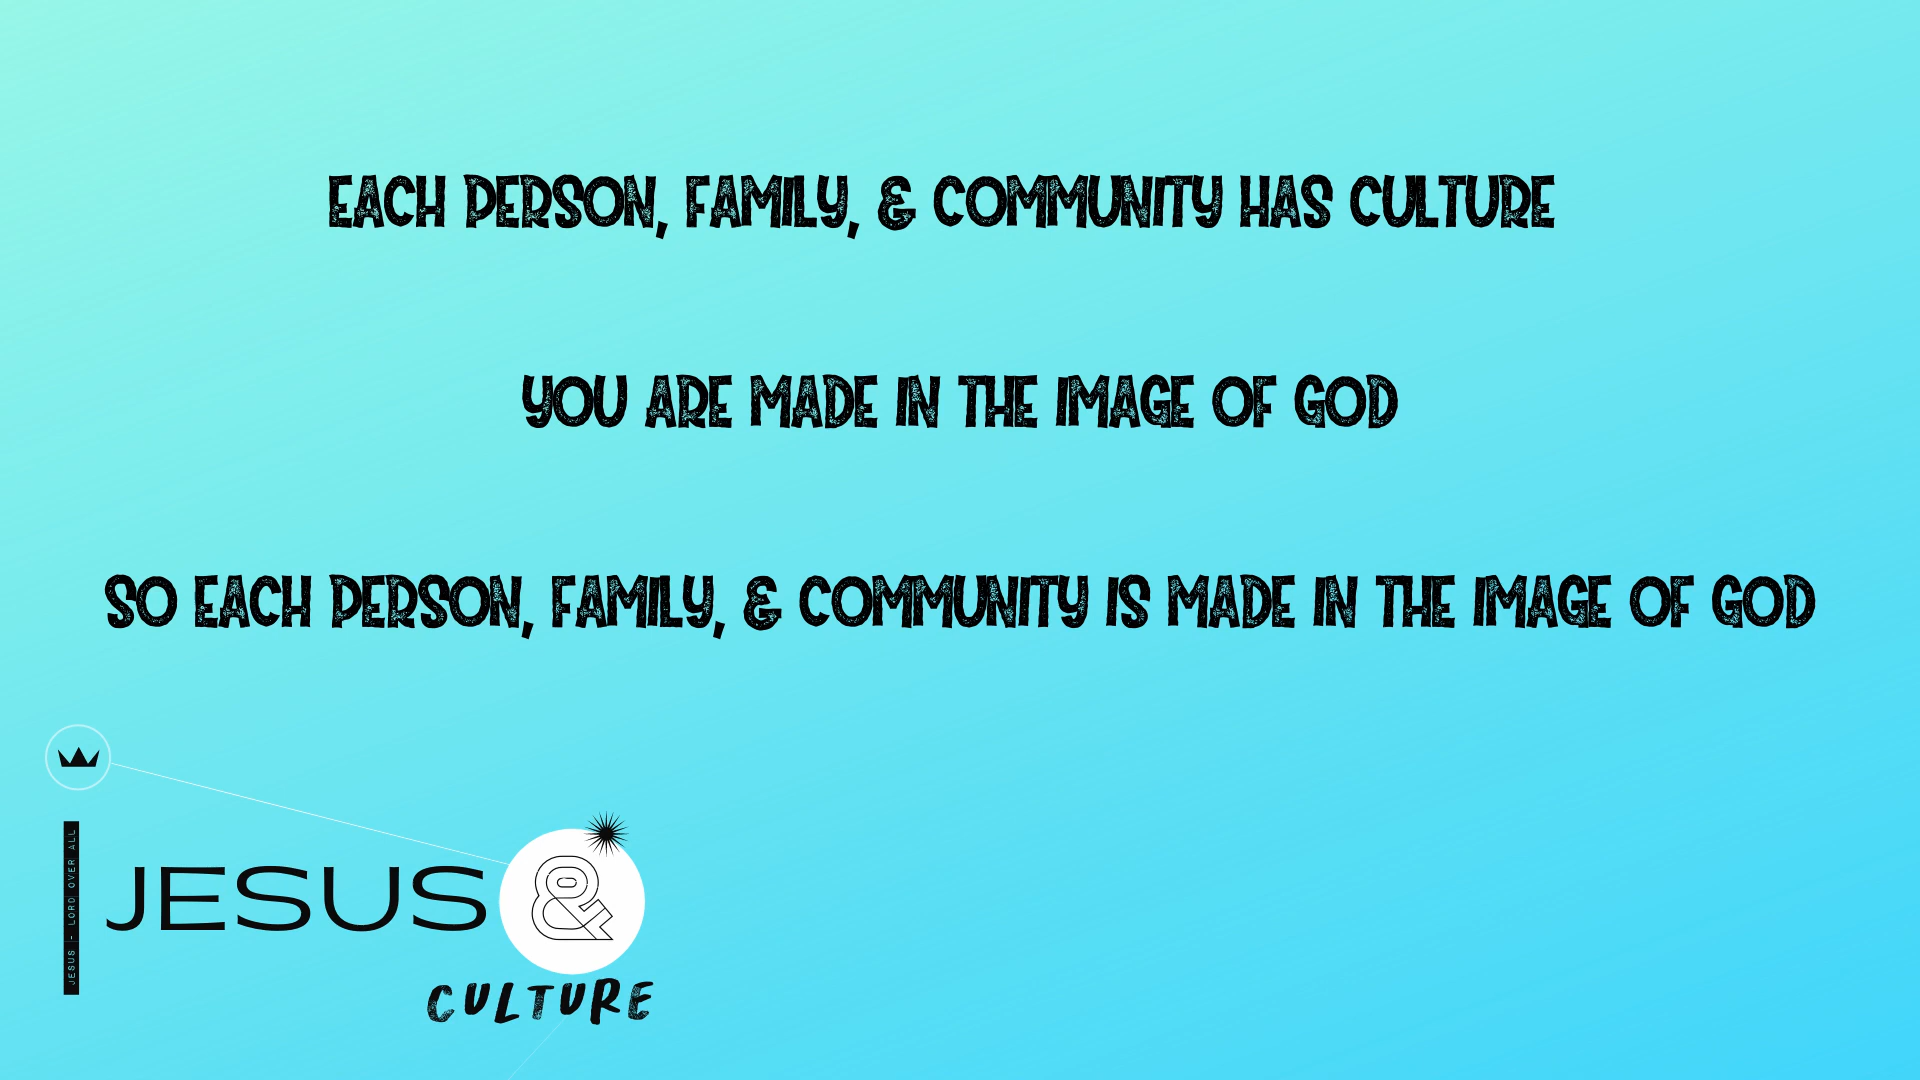 EACH PERSON, FAMILY, & COMMUNITY HAS CULTURE
YOU ARE MADE IN THE IMAGE OF GOD
SO EACH PERSON, FAMILY, & COMMUNITY IS MADE IN THE IMAGE OF GOD
JESUS - LORD OVER ALL
JESUS &
CULTURE